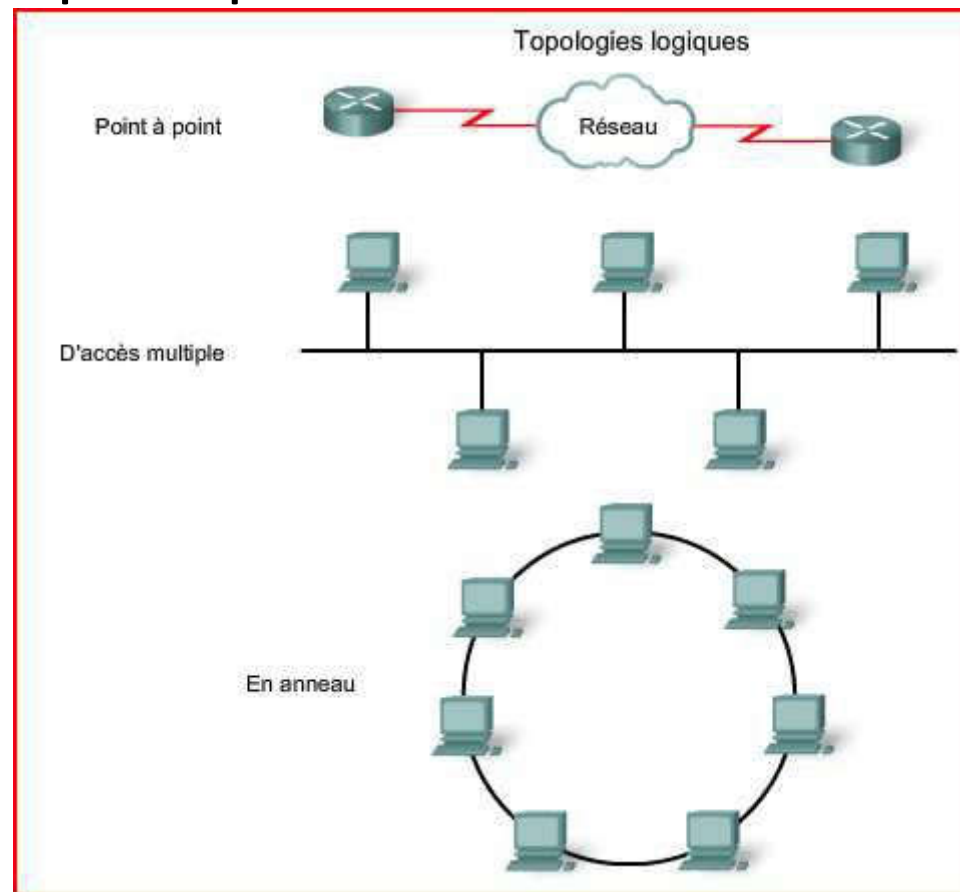 Topologies logiques
Point à point
Réseau
D'accès multiple
En anneau